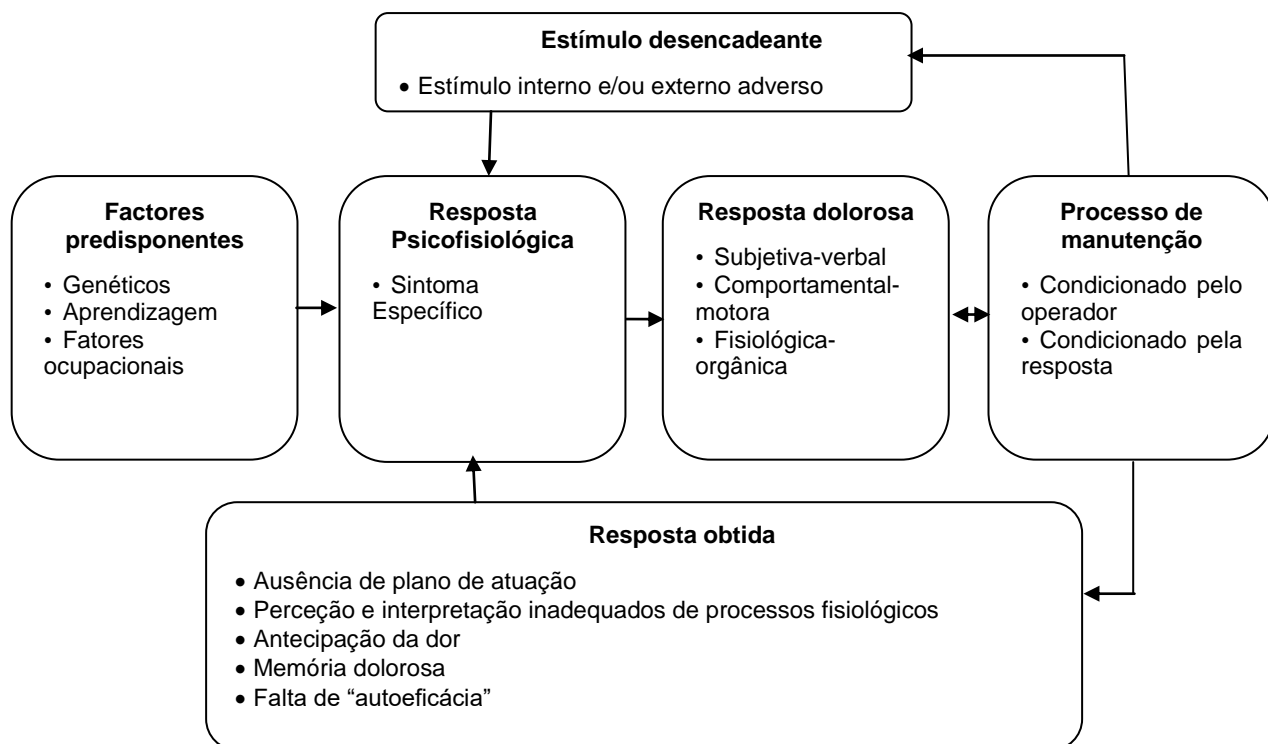 Estímulo desencadeante
• Estímulo interno e/ou externo adverso
Factores
predisponentes
• Genéticos
• Aprendizagem
• Fatores
ocupacionais
Resposta
Psicofisiológica
• Sintoma
Específico
Resposta dolorosa
• Subjetiva-verbal
• Comportamental-
motora
• Fisiológica-
orgânica
Processo de
manutenção
• Condicionado pelo
operador
• Condicionado pela
resposta
Resposta obtida
• Ausência de plano de atuação
• Perceção e interpretação inadequados de processos fisiológicos
• Antecipação da dor
• Memória dolorosa
• Falta de “autoeficácia”